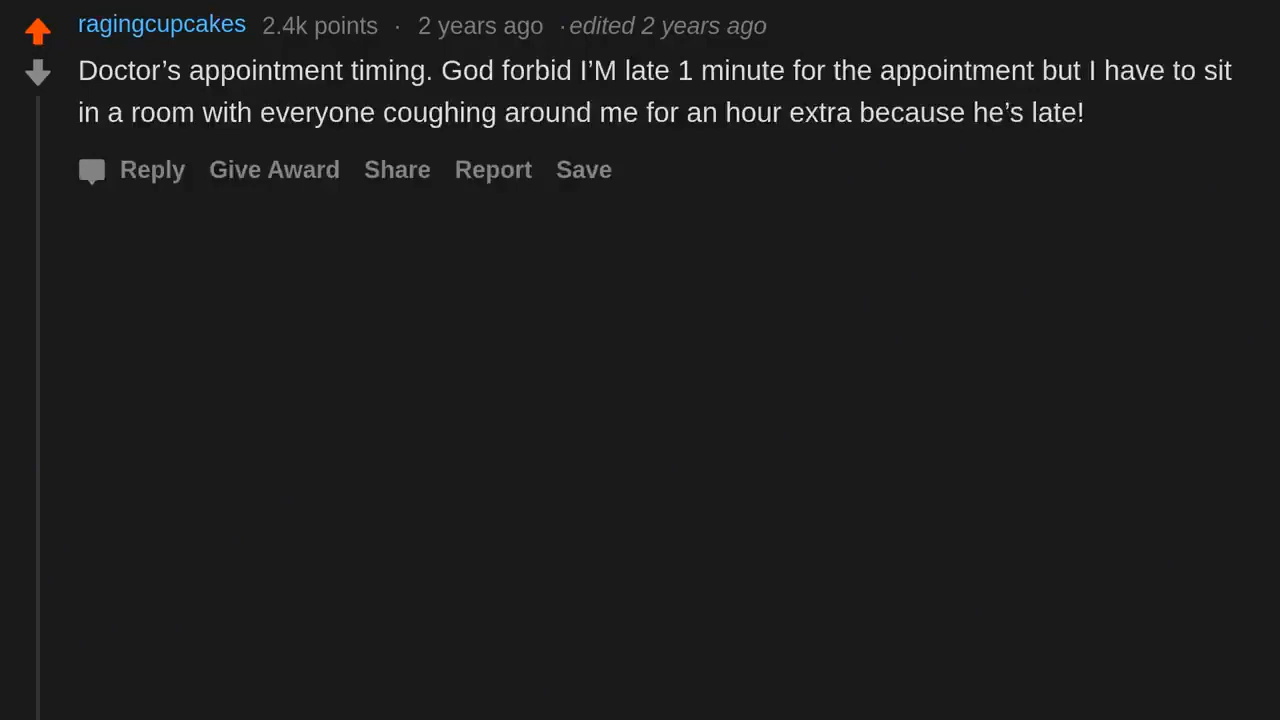 ragingcupcakes 2.4k points · 2 years ago · edited 2 years ago
Doctor’s appointment timing. God forbid I’M late 1 minute for the appointment but I have to sit
in a room with everyone coughing around me for an hour extra because he’s late!
Reply Give Award Share Report Save